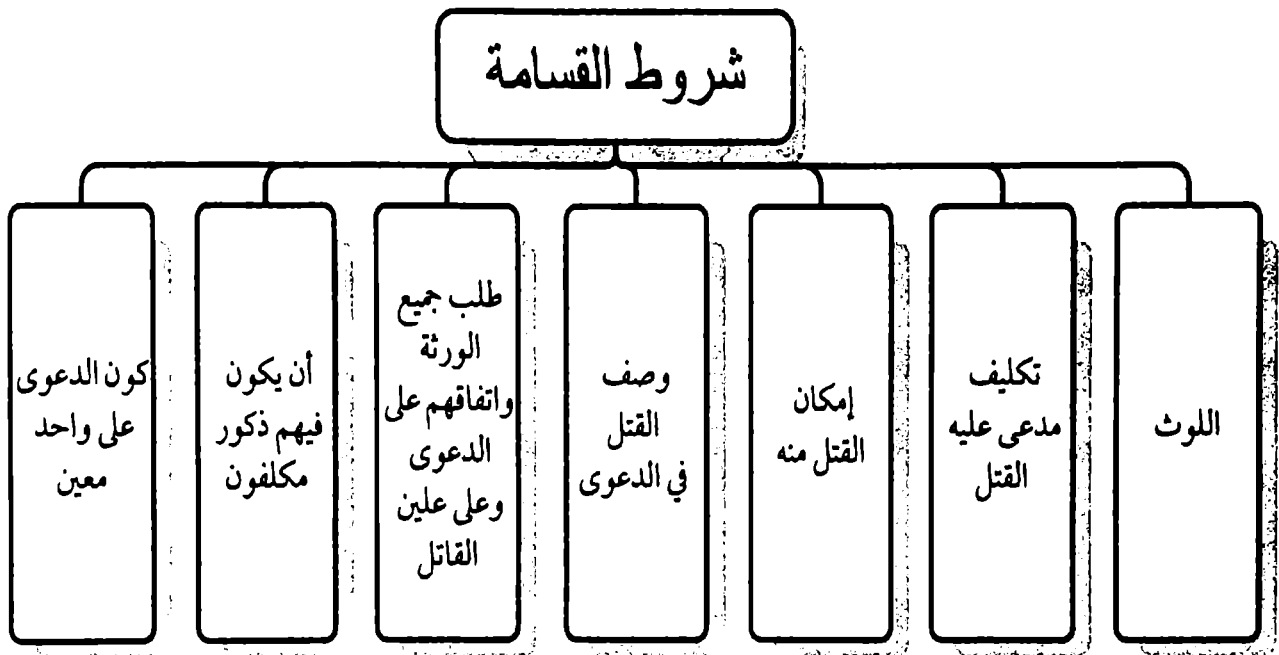 شروط القسامة
اللوث
تكليف
مدعى عليه
القتل
إمكان
القتل منه
وصف
القتل
في الدعوى
طلب جميع
الورثة
واتفاقهم على
الدعوى
وعلى علين
القاتل
أن يكون
فيهم ذكور
مكلفون
كون الدعوى
على واحد
معين